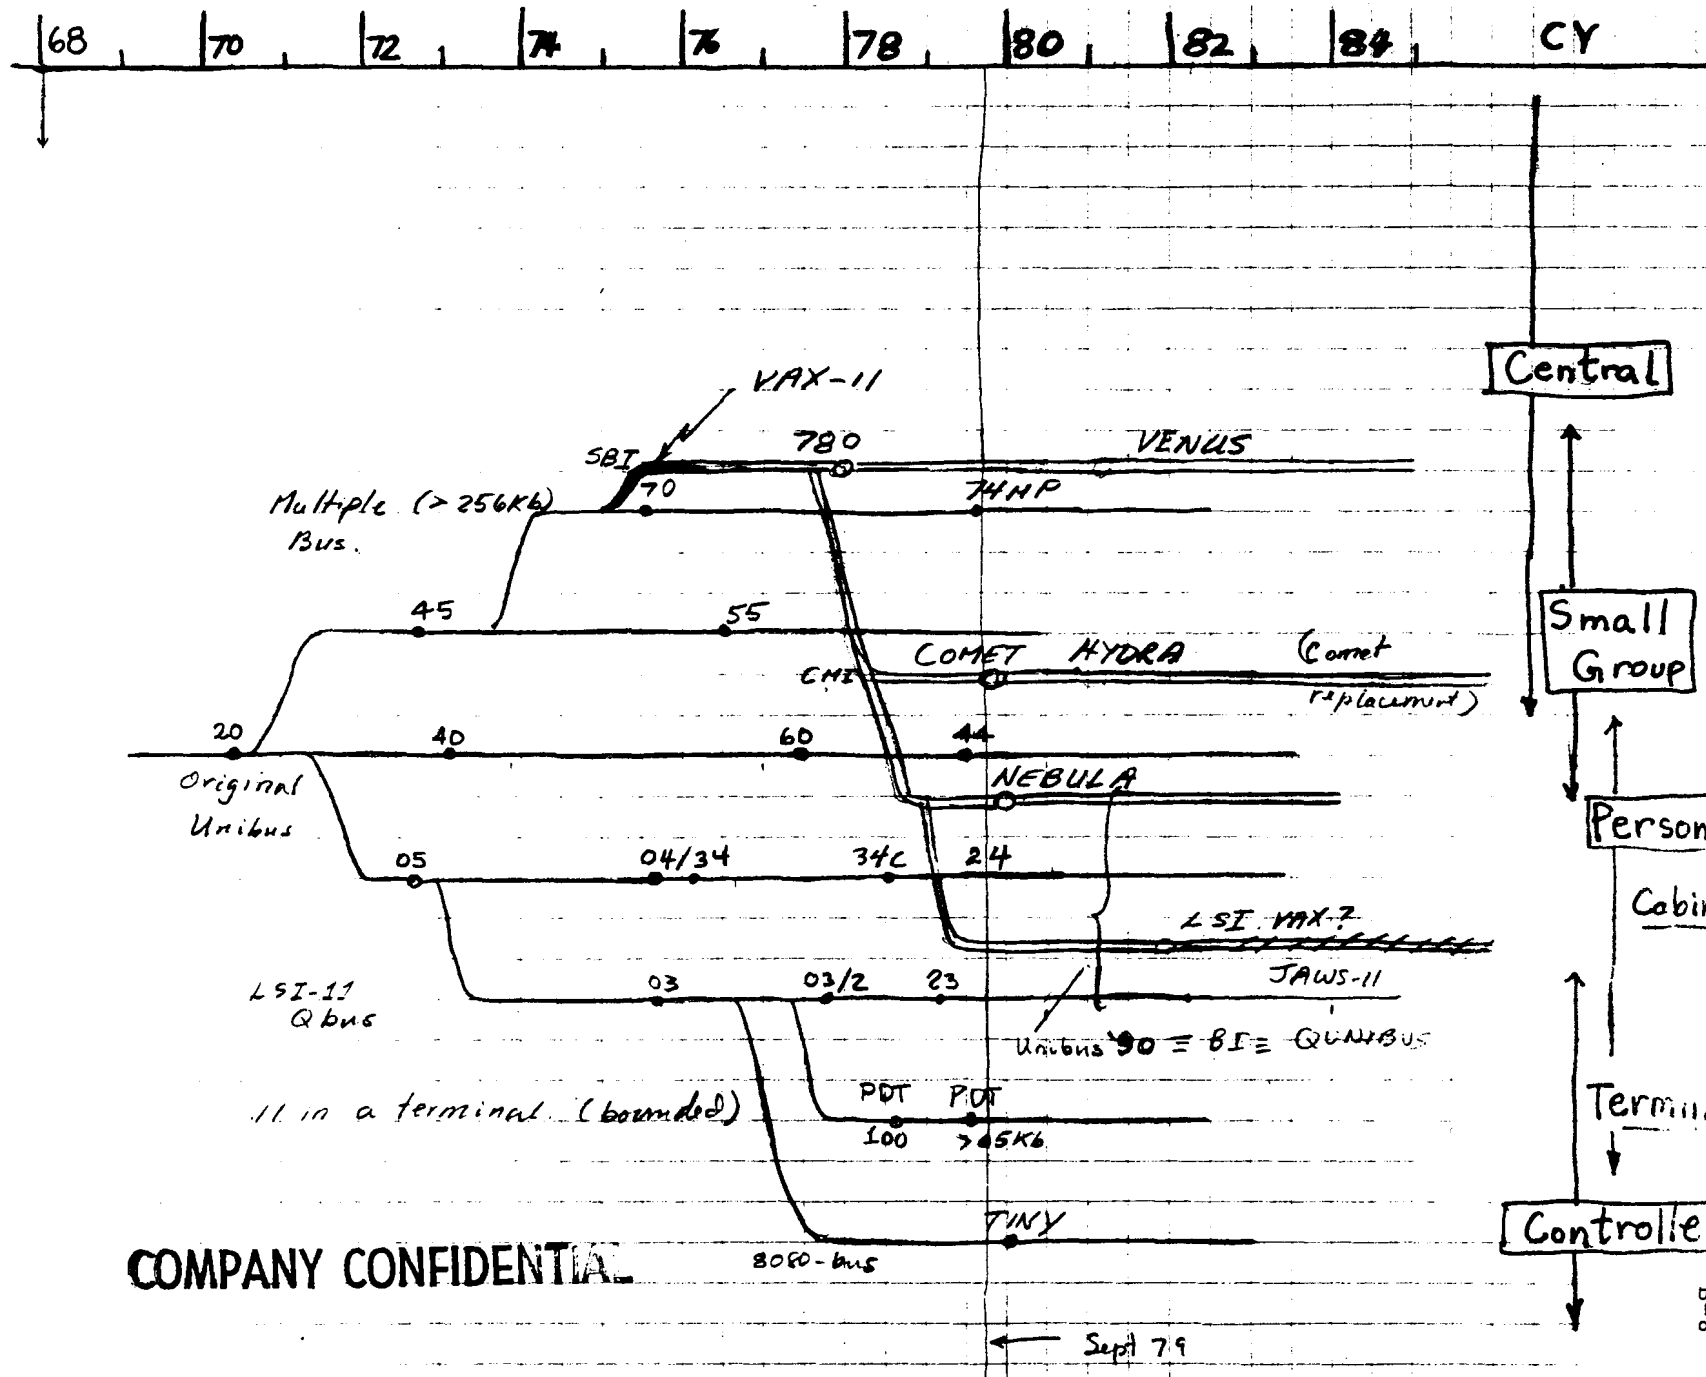 68 70 72 74 76 78 80 82 84 CY
Central
VAX-11
SBI 780 VENUS
70 74MP
Multiple (>256Kb)
Bus.
45 55
Small
Group
COMET HYDRA (Comet
CMI
replacement)
20 40 60 44
Original
Unibus
NEBULA
Person
05 04/34 34C 24
Cabin
LSI VAX?
JAWS-11
LSI-11
Q bus
03 03/2 23
Unibus '90 ≡ BI ≡ QUNIBUS
11 in a terminal (bounded)
PDT PDT
100
Termin
TINY
Controlle
8080-bus
COMPANY CONFIDENTIAL
Sept 79